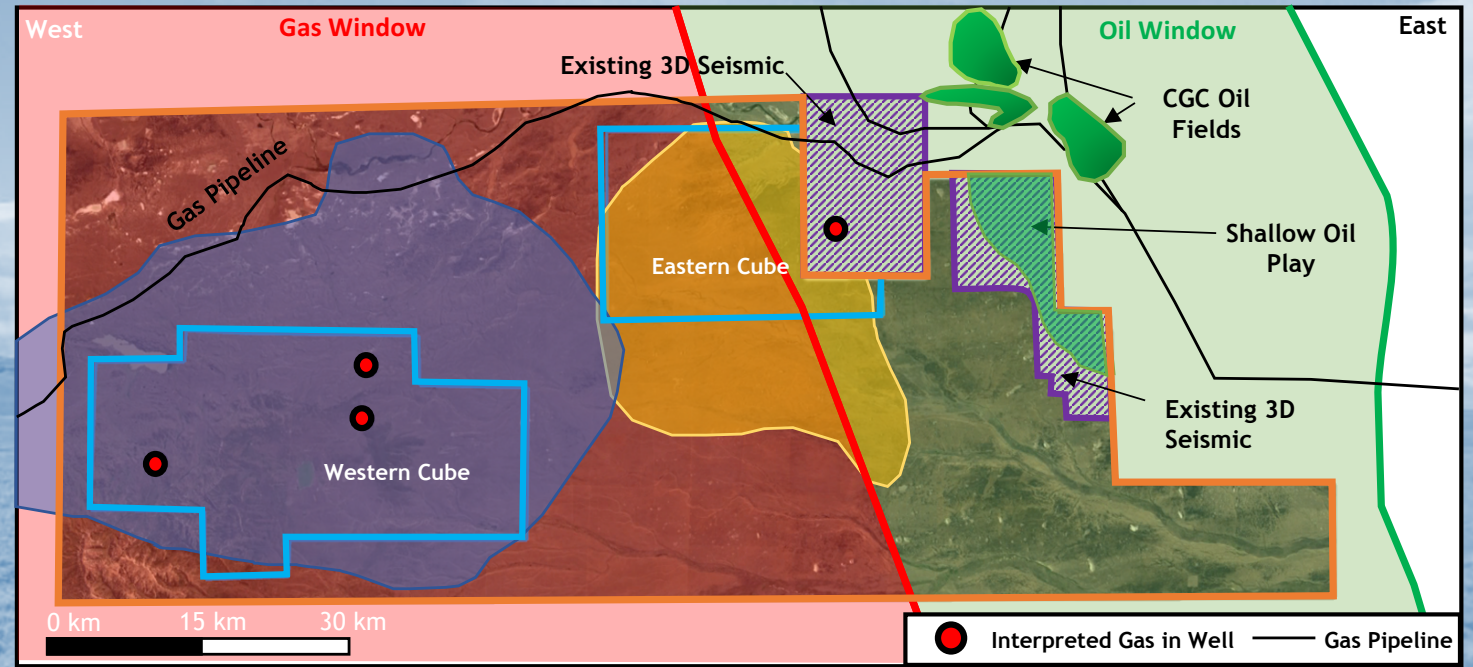 West
Gas Window
Oil Window
East
Existing 3D Seismic
CGC Oil
Fields
Gas Pipeline
Shallow Oil
Play
Eastern Cube
Existing 3D
Seismic
Western Cube
0 km
15 km
30 km
Interpreted Gas in Well
Gas Pipeline